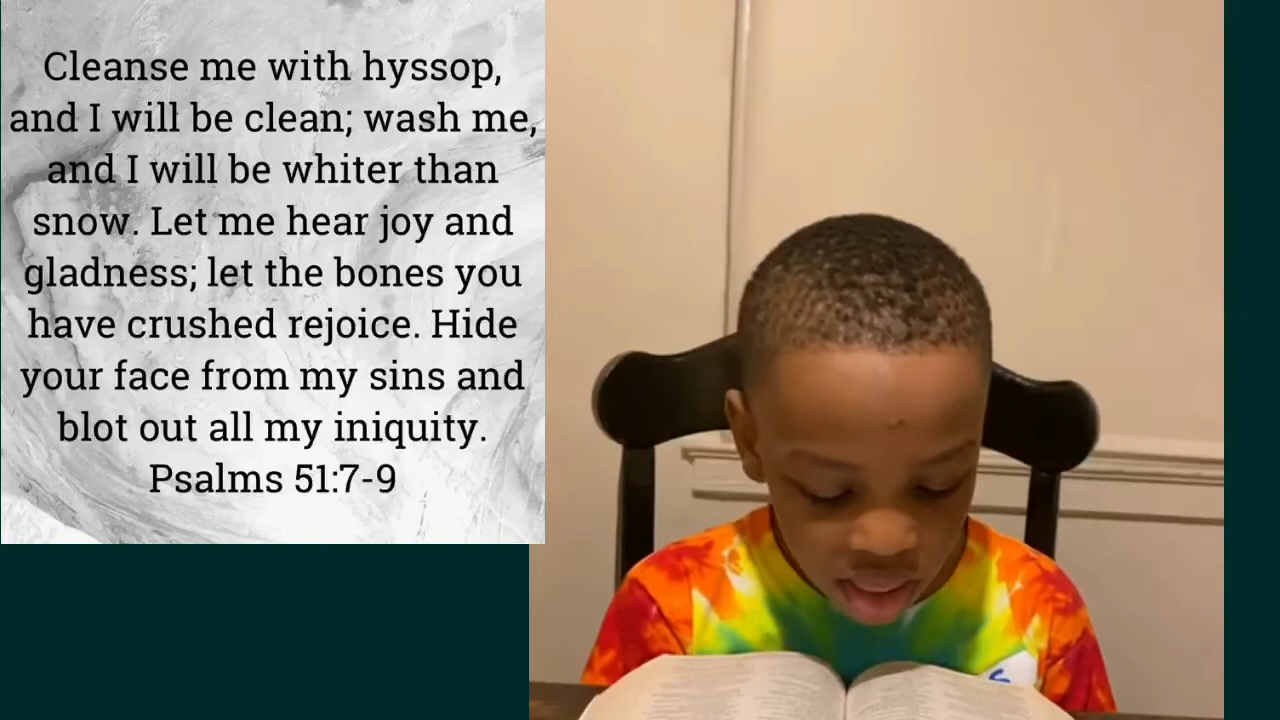 Cleanse me with hyssop,
and I will be clean; wash me,
and I will be whiter than
snow. Let me hear joy and
gladness; let the bones you
have crushed rejoice. Hide
your face from my sins and
blot out all my iniquity.
Psalms 51:7-9